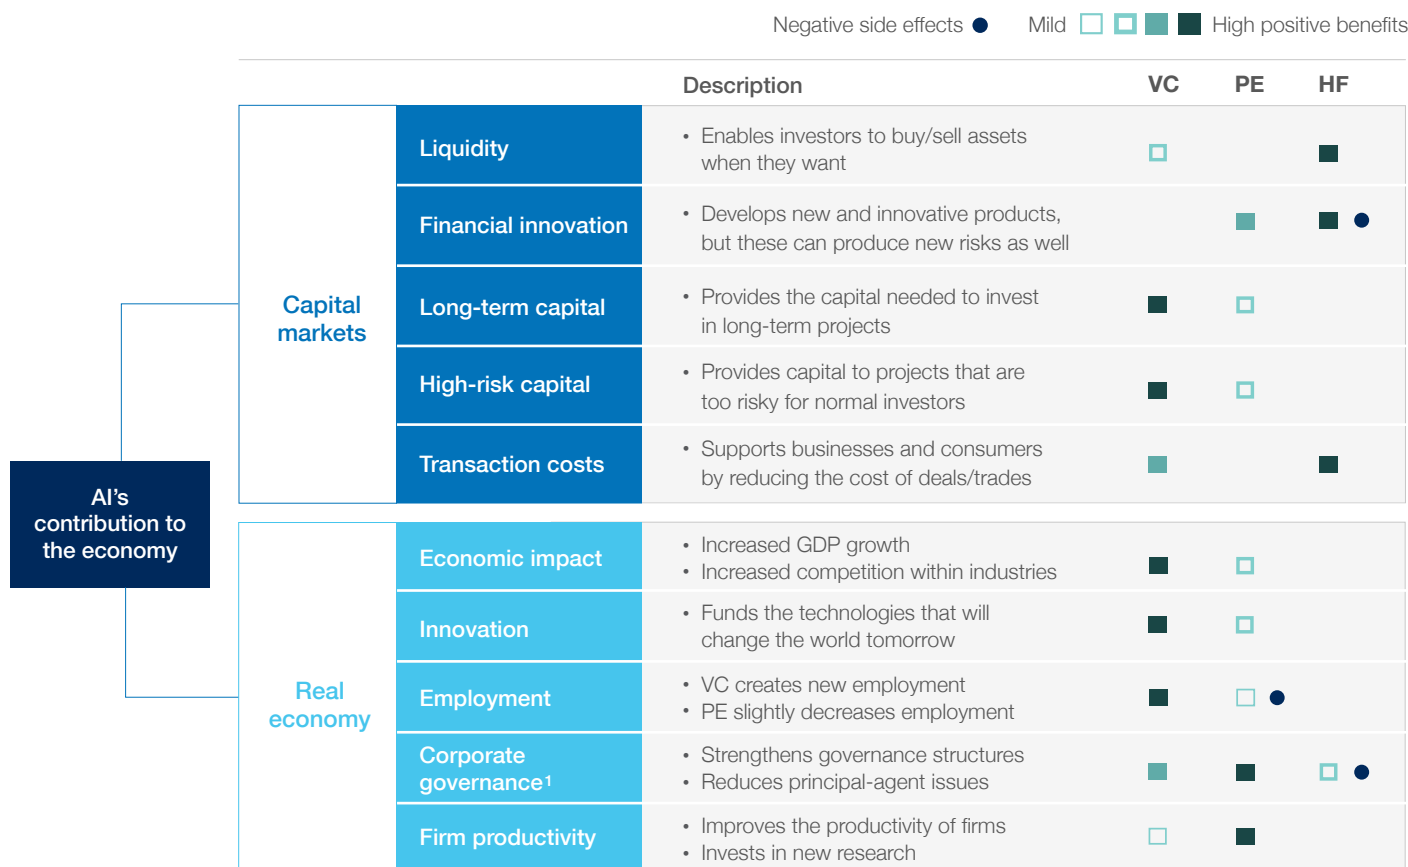 Negative side effects Mild High positive benefits
Description VC PE HF
Capital
markets
Liquidity
• Enables investors to buy/sell assets
when they want
Financial innovation
• Develops new and innovative products,
but these can produce new risks as well
Long-term capital
• Provides the capital needed to invest
in long-term projects
High-risk capital
• Provides capital to projects that are
too risky for normal investors
Transaction costs
• Supports businesses and consumers
by reducing the cost of deals/trades
AI’s
contribution to
the economy
Real
economy
Economic impact
• Increased GDP growth
• Increased competition within industries
Innovation
• Funds the technologies that will
change the world tomorrow
Employment
• VC creates new employment
• PE slightly decreases employment
Corporate
governance¹
• Strengthens governance structures
• Reduces principal-agent issues
Firm productivity
• Improves the productivity of firms
• Invests in new research